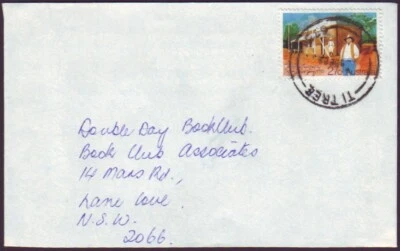 TI TREE
Double Day BookClub.
Book Club Associates
14 Mars Rd.,
Lane Cove.
N.S.W.
2066.